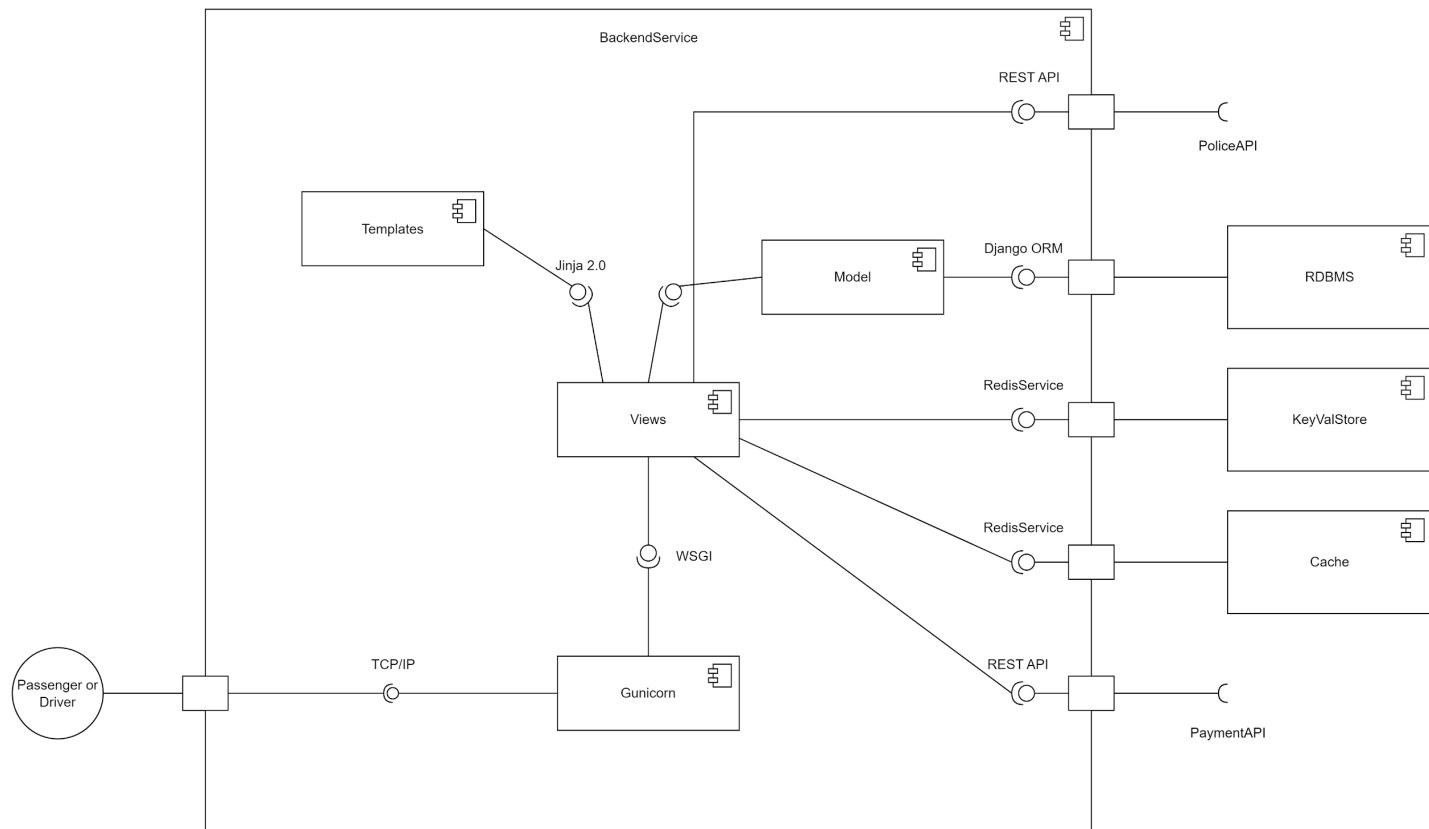 BackendService
REST API
PoliceAPI
Templates
Jinja 2.0
Model
Django ORM
RDBMS
RedisService
Views
KeyValStore
RedisService
WSGI
Cache
Passenger or
Driver
TCP/IP
Gunicorn
REST API
PaymentAPI